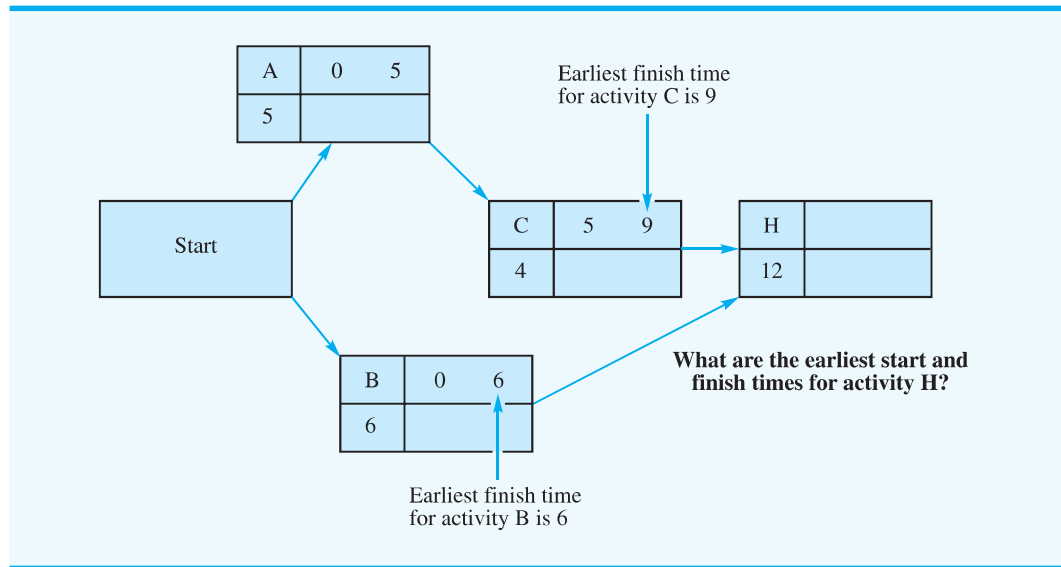 A 0 5
5
Earliest finish time
for activity C is 9
Start
C 5 9
4
H
12
What are the earliest start and
finish times for activity H?
B 0 6
6
Earliest finish time
for activity B is 6